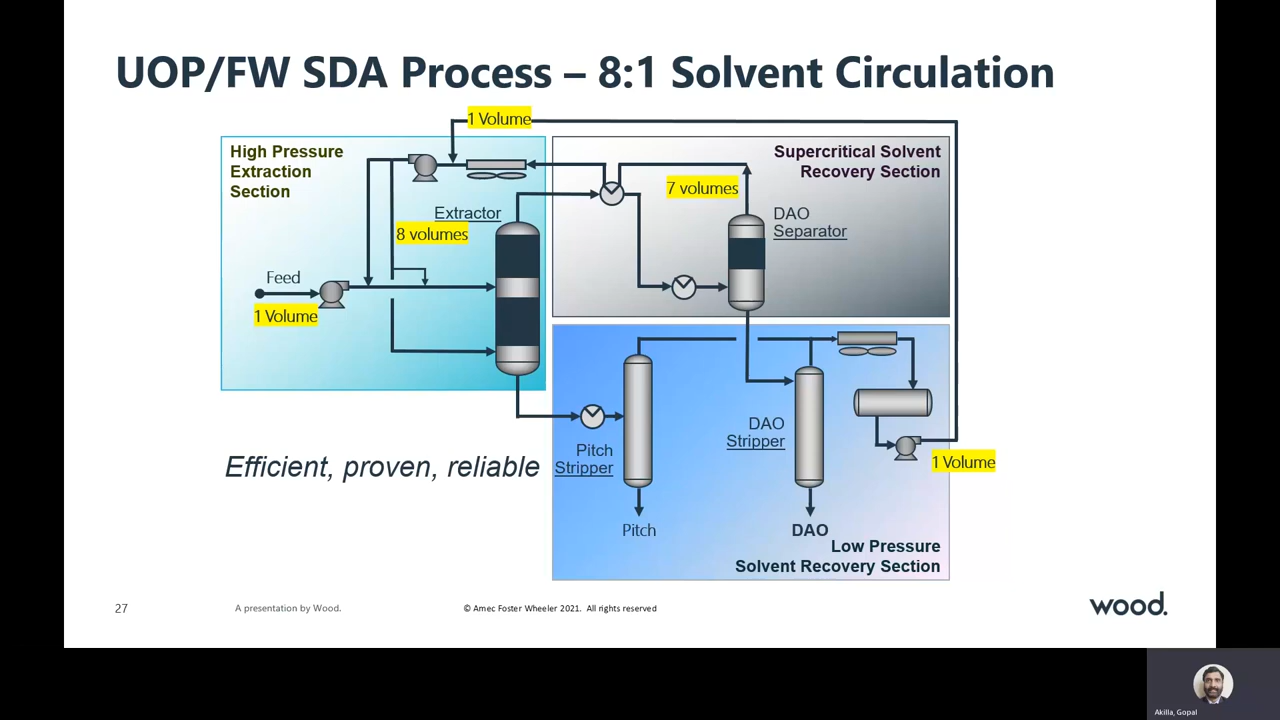 UOP/FW SDA Process – 8:1 Solvent Circulation
1 Volume
High Pressure
Extraction
Section
Supercritical Solvent
Recovery Section
7 volumes
Extractor
8 volumes
DAO
Separator
Feed
1 Volume
Efficient, proven, reliable
Pitch
Stripper
DAO
Stripper
1 Volume
Pitch
DAO
Low Pressure
Solvent Recovery Section
27
A presentation by Wood.
© Amec Foster Wheeler 2021. All rights reserved
wood.
Akilla, Gopal